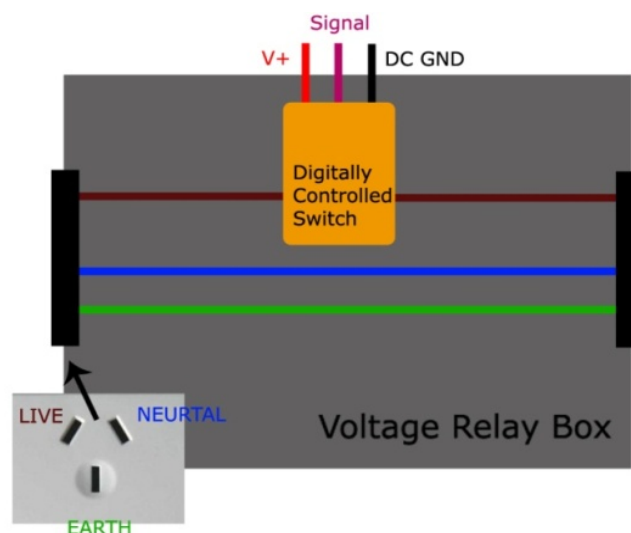 Signal
V+
DC GND
Digitally
Controlled
Switch
LIVE
NEURTAL
Voltage Relay Box
EARTH